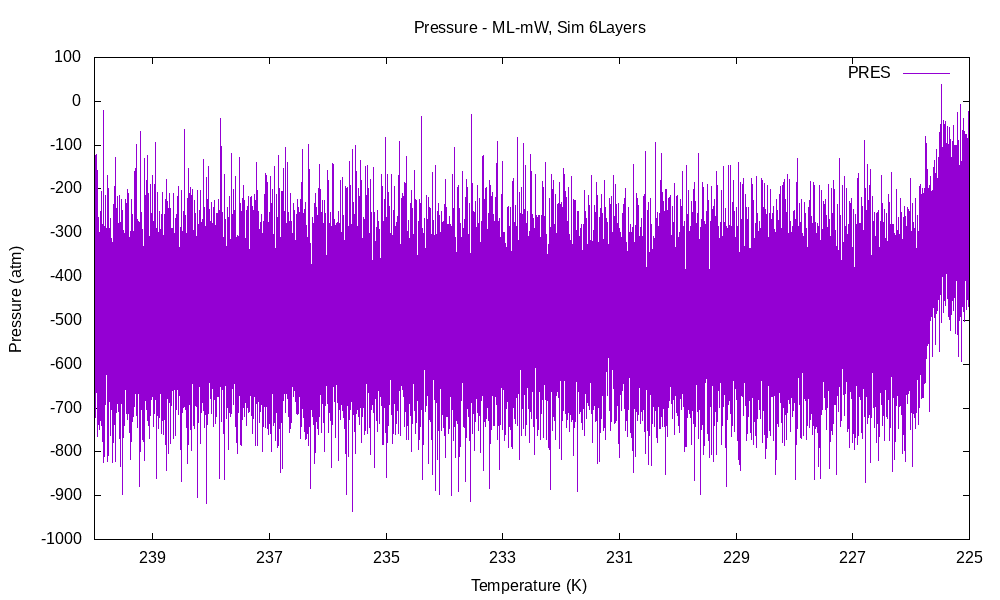 Pressure - ML-mW, Sim 6Layers
PRES
100
0
-100
-200
-300
-400
-500
-600
-700
-800
-900
-1000
Pressure (atm)
239 237 235 233 231 229 227 225
Temperature (K)